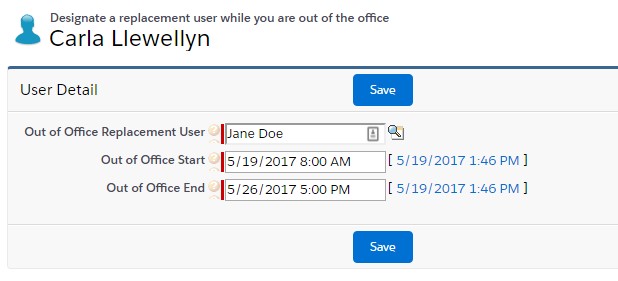 Designate a replacement user while you are out of the office
Carla Llewellyn
User Detail
Save
Out of Office Replacement User Jane Doe
Out of Office Start 5/19/2017 8:00 AM [ 5/19/2017 1:46 PM ]
Out of Office End 5/26/2017 5:00 PM [ 5/19/2017 1:46 PM ]
Save